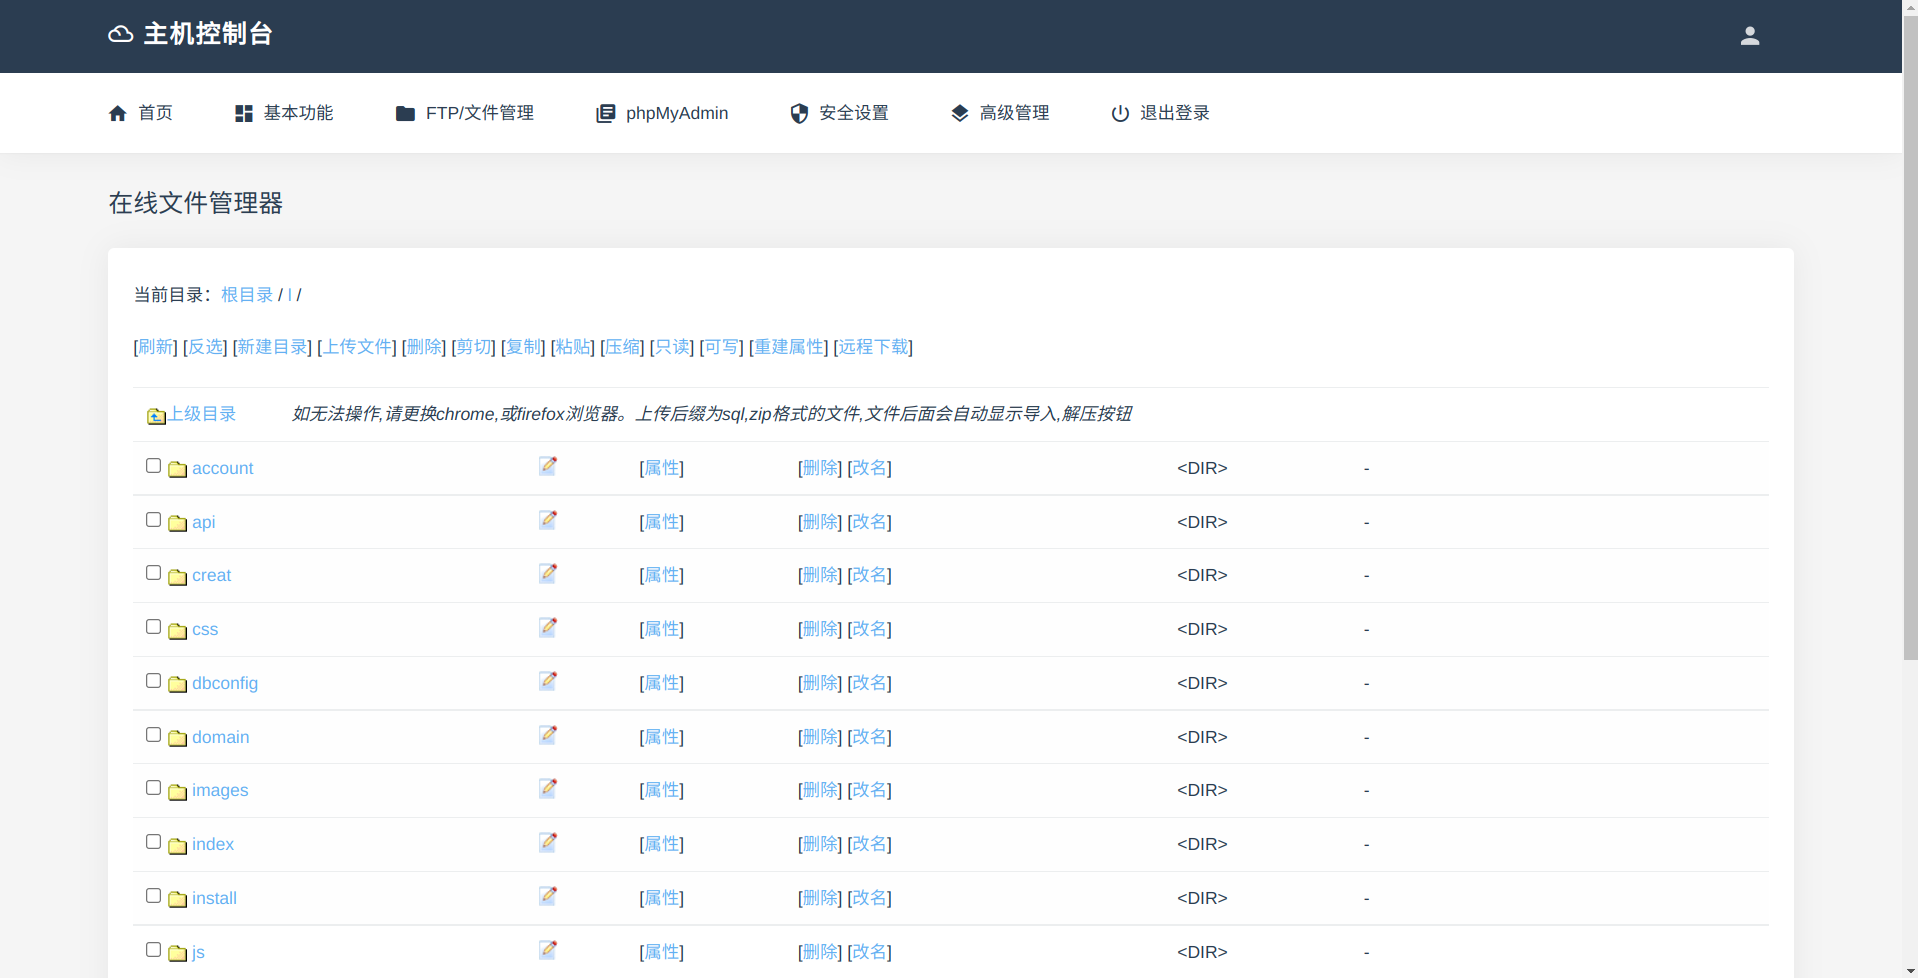 主机控制台
首页 基本功能 FTP/文件管理 phpMyAdmin 安全设置 高级管理 退出登录
在线文件管理器
当前目录：根目录 / l /
[刷新] [反选] [新建目录] [上传文件] [删除] [剪切] [复制] [粘贴] [压缩] [只读] [可写] [重建属性] [远程下载]
上级目录 如无法操作,请更换chrome,或firefox浏览器。上传后缀为sql,zip格式的文件,文件后面会自动显示导入,解压按钮
account [属性] [删除] [改名] <DIR> -
api [属性] [删除] [改名] <DIR> -
creat [属性] [删除] [改名] <DIR> -
css [属性] [删除] [改名] <DIR> -
dbconfig [属性] [删除] [改名] <DIR> -
domain [属性] [删除] [改名] <DIR> -
images [属性] [删除] [改名] <DIR> -
index [属性] [删除] [改名] <DIR> -
install [属性] [删除] [改名] <DIR> -
js [属性] [删除] [改名] <DIR> -